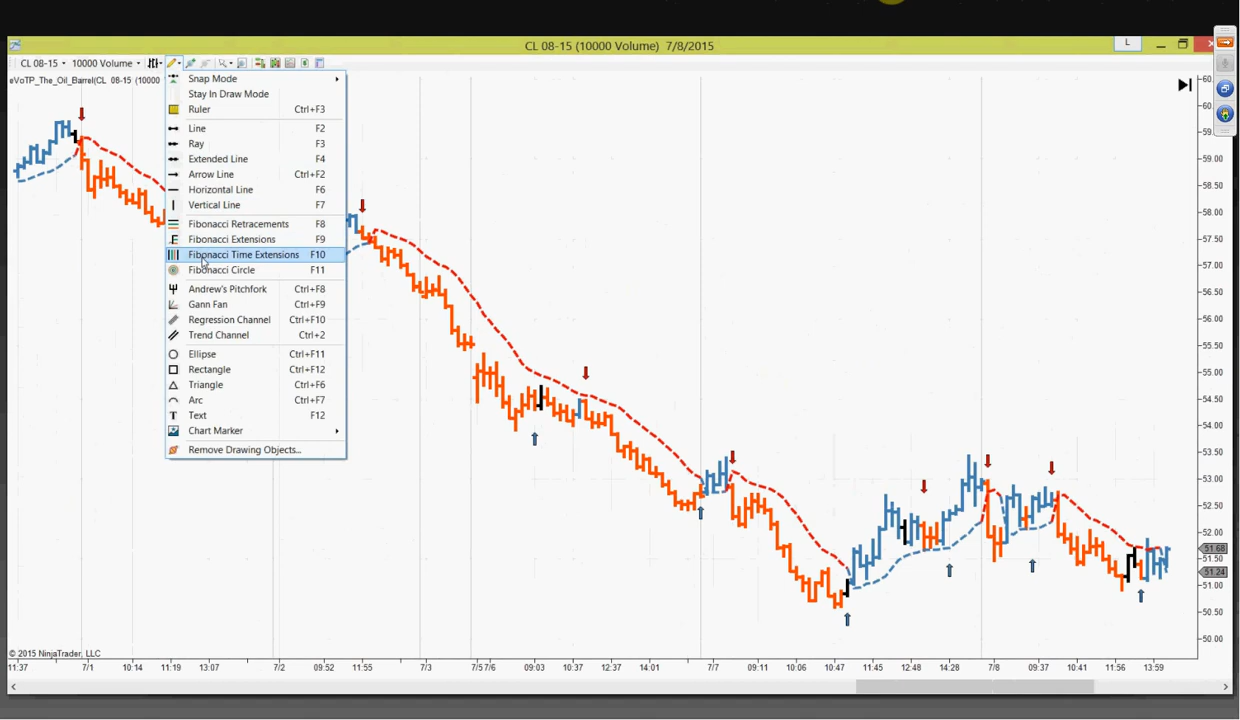 CL 08-15 (10000 Volume) 7/8/2015
L
CL 08-15 10000 Volume
eVoTP_The_Oil_Barrel(CL 08-15 (10000
Snap Mode
Stay In Draw Mode
Ruler Ctrl+F3
Line F2
Ray F3
Extended Line F4
Arrow Line Ctrl+F2
Horizontal Line F6
Vertical Line F7
Fibonacci Retracements F8
Fibonacci Extensions F9
Fibonacci Time Extensions F10
Fibonacci Circle F11
Andrew's Pitchfork Ctrl+F8
Gann Fan Ctrl+F9
Regression Channel Ctrl+F10
Trend Channel Ctrl+2
Ellipse Ctrl+F11
Rectangle Ctrl+F12
Triangle Ctrl+F6
Arc Ctrl+F7
Text F12
Chart Marker
Remove Drawing Objects...
59.00
58.50
58.00
57.50
57.00
56.50
56.00
55.50
55.00
54.50
54.00
53.50
53.00
52.50
52.00
51.68
51.50
51.24
51.00
50.50
50.00
© 2015 NinjaTrader, LLC
11:37 7/1 10:14 11:19 13:07 7/2 09:52 11:55 7/3 7/57/6 09:03 12:37 14:01 7/7 09:11 10:06 10:47 11:45 12:48 14:28 7/8 09:37 10:41 11:56 13:59